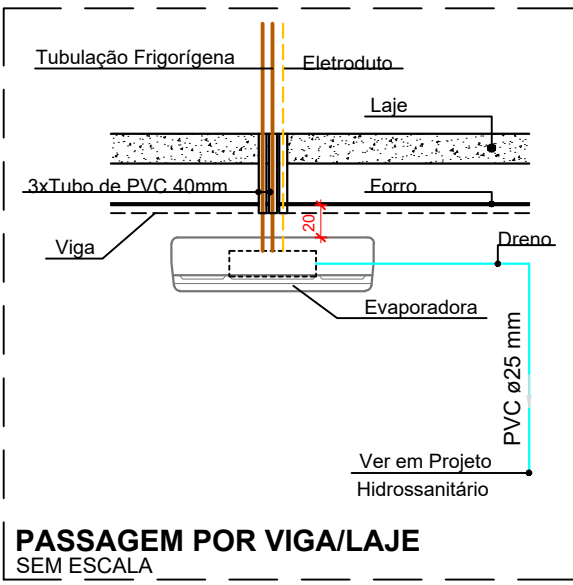 Tubulação Frigorígena
Eletroduto
Laje
3xTubo de PVC 40mm
Forro
20
Viga
Dreno
Evaporadora
PVC ø25 mm
Ver em Projeto
Hidrossanitário
PASSAGEM POR VIGA/LAJE
SEM ESCALA